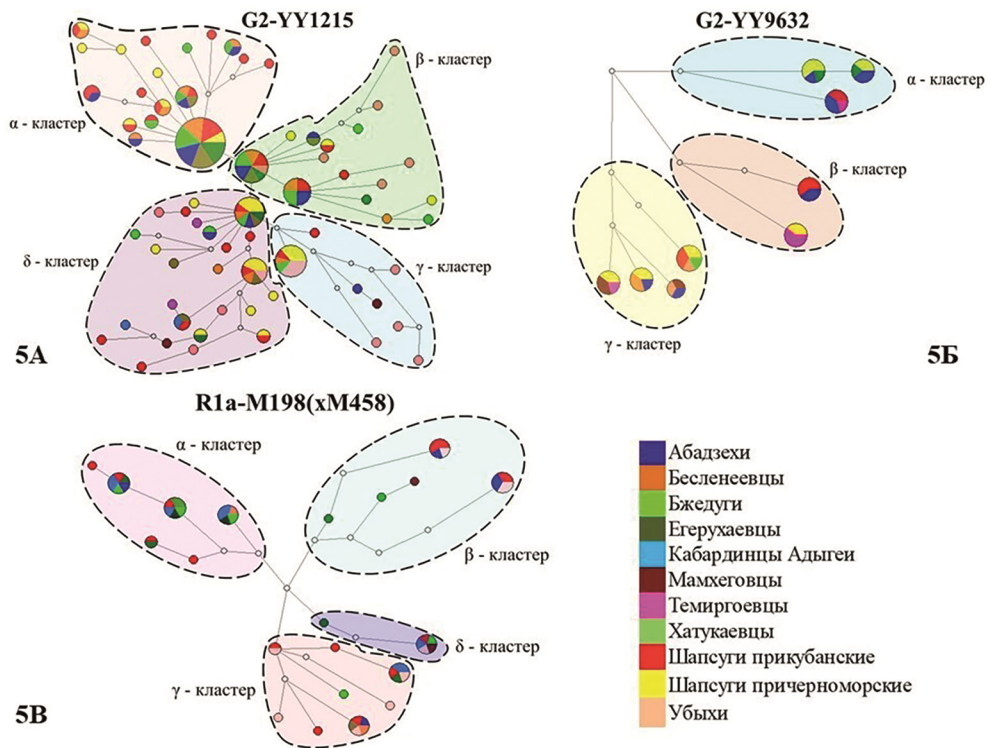 G2-YY1215
α - кластер
β - кластер
δ - кластер
γ - кластер
5А
G2-YY9632
α - кластер
β - кластер
γ - кластер
5Б
R1a-M198(xM458)
α - кластер
β - кластер
δ - кластер
γ - кластер
5В
Абадзехи
Бесленеевцы
Бжедуги
Егерухаевцы
Кабардинцы Адыгеи
Мамхеговцы
Темиргоевцы
Хатукаевцы
Шапсуги прикубанские
Шапсуги причерноморские
Убыхи